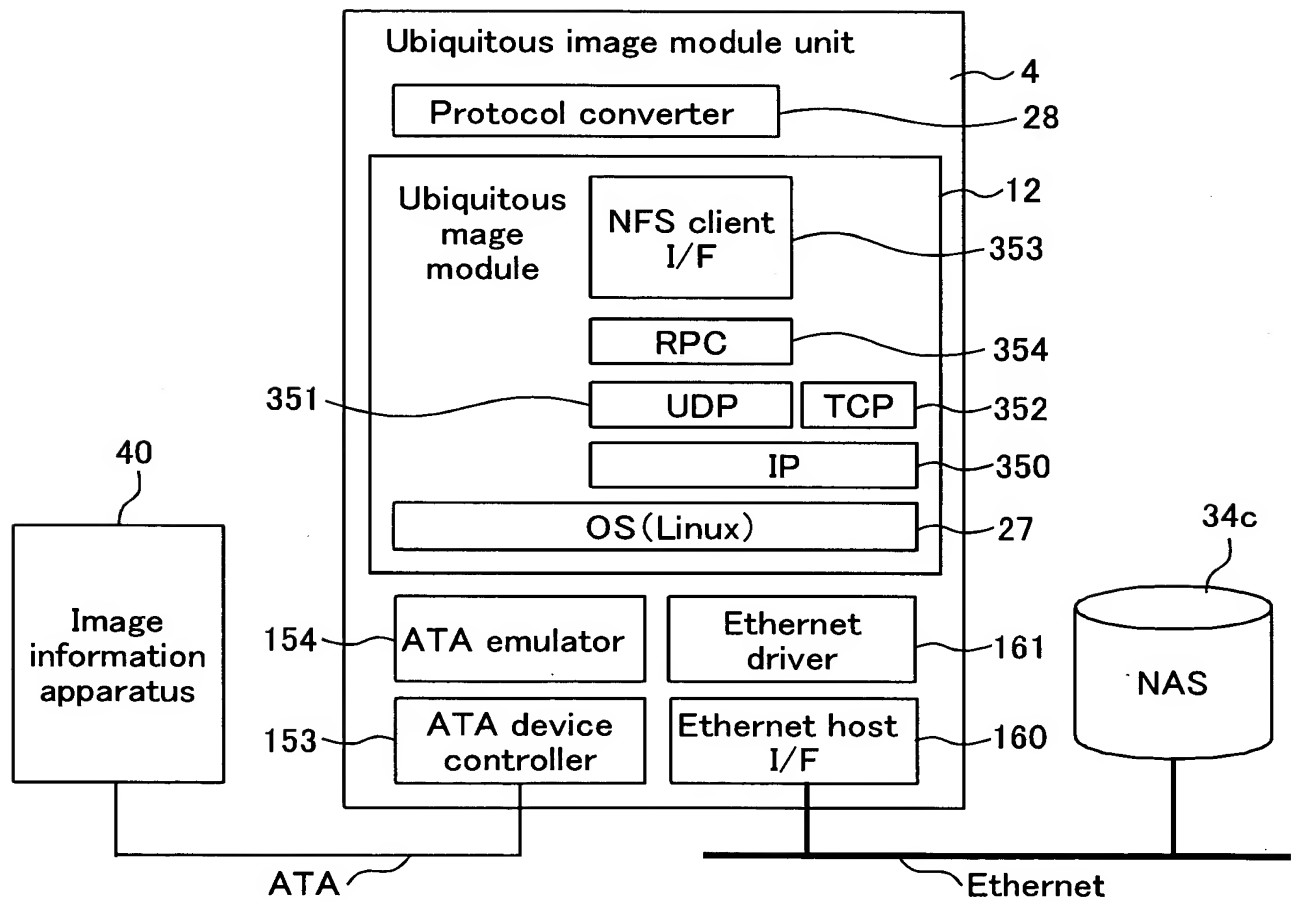 Ubiquitous image module unit
4
Protocol converter
28
12
Ubiquitous
mage
module
NFS client
I/F
353
RPC
354
351
UDP
TCP
352
IP
350
OS(Linux)
27
40
Image
information
apparatus
34c
NAS
154
ATA emulator
Ethernet
driver
161
153
ATA device
controller
Ethernet host
I/F
160
ATA
Ethernet